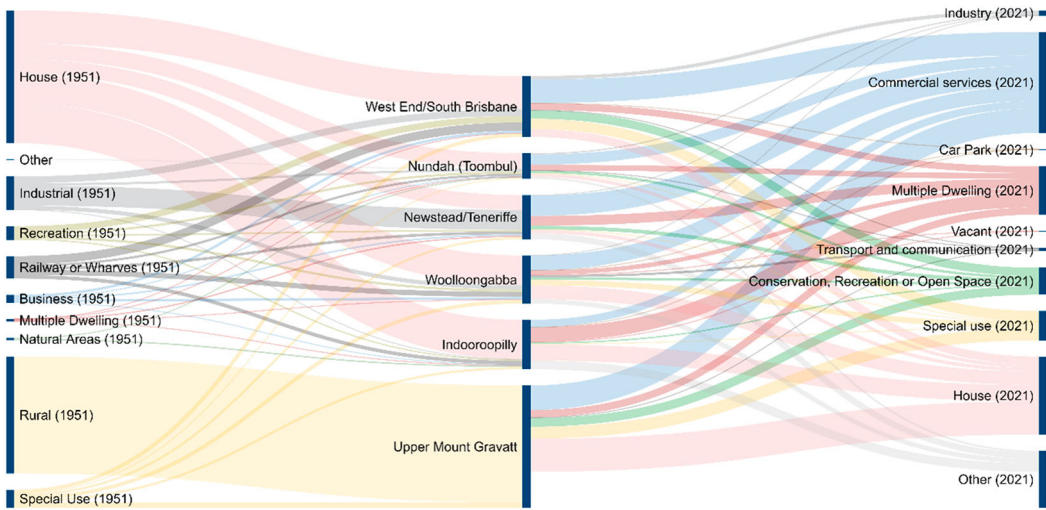 House (1951)
Other
Industrial (1951)
Recreation (1951)
Railway or Wharves (1951)
Business (1951)
Multiple Dwelling (1951)
Natural Areas (1951)
Rural (1951)
Special Use (1951)
West End/South Brisbane
Nundah (Toombul)
Newstead/Teneriffe
Woolloongabba
Indooroopilly
Upper Mount Gravatt
Industry (2021)
Commercial services (2021)
Car Park (2021)
Multiple Dwelling (2021)
Vacant (2021)
Transport and communication (2021)
Conservation, Recreation or Open Space (2021)
Special use (2021)
House (2021)
Other (2021)